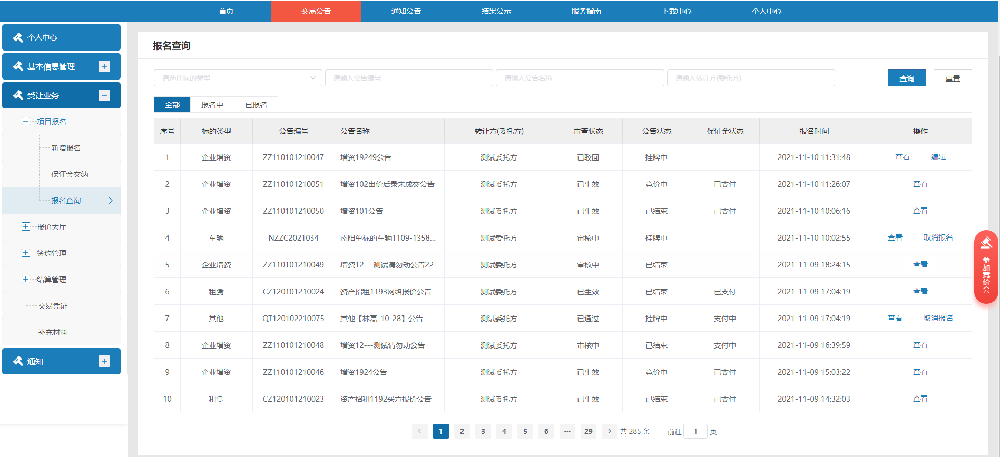 首页 交易公告 通知公告 结果公示 服务指南 下载中心 个人中心
个人中心
基本信息管理
受让业务
项目报名
新增报名
保证金交纳
报名查询
报价大厅
签约管理
结算管理
交易凭证
补充材料
通知
报名查询
请选择标的类型 请输入公告编号 请输入公告名称 请输入转让方(委托方) 查询 重置
全部 报名中 已报名
序号 标的类型 公告编号 公告名称 转让方(委托方) 审查状态 公告状态 保证金状态 报名时间 操作
1 企业增资 ZZ110101210047 增资19249公告 测试委托方 已驳回 挂牌中 2021-11-10 11:31:48 查看 编辑
2 企业增资 ZZ110101210051 增资102出价后录未成交公告 测试委托方 已生效 竞价中 已支付 2021-11-10 11:26:07 查看
3 企业增资 ZZ110101210050 增资101公告 测试委托方 已生效 已结束 已支付 2021-11-10 10:06:16 查看
4 车辆 NZZC2021034 南阳单标的车辆1109-1358... 测试委托方 审核中 挂牌中 2021-11-10 10:02:55 查看 取消报名
5 企业增资 ZZ110101210049 增资12---测试请勿动公告22 测试委托方 审核中 已结束 2021-11-09 18:24:15 查看
6 租赁 CZ120101210024 资产招租1193网络报价公告 测试委托方 已生效 已结束 已支付 2021-11-09 17:04:19 查看
7 其他 QT120102210075 其他【林磊-10-28】公告 测试委托方 已通过 挂牌中 支付中 2021-11-09 17:04:19 查看 取消报名
8 企业增资 ZZ110101210048 增资12---测试请勿动公告 测试委托方 审核中 已结束 支付中 2021-11-09 16:39:59 查看
9 企业增资 ZZ110101210046 增资1924公告 测试委托方 已生效 竞价中 已支付 2021-11-09 15:03:22 查看
10 租赁 CZ120101210023 资产招租1192买方报价公告 测试委托方 已生效 已结束 已支付 2021-11-09 14:32:03 查看
1 2 3 4 5 6 ··· 29 共 285 条 前往 1 页
参加竞价会